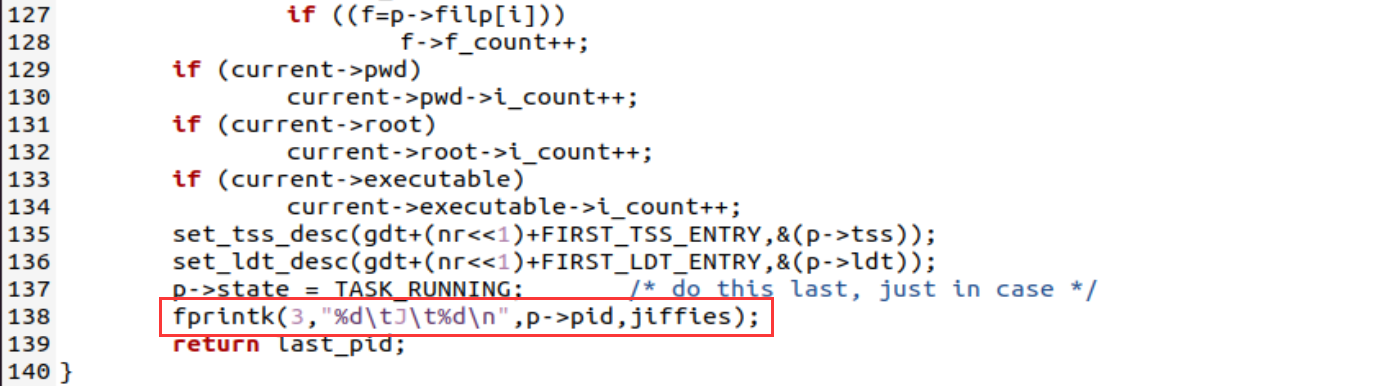 127 if ((f=p->filp[i]))
128 f->f_count++;
129 if (current->pwd)
130 current->pwd->i_count++;
131 if (current->root)
132 current->root->i_count++;
133 if (current->executable)
134 current->executable->i_count++;
135 set_tss_desc(gdt+(nr<<1)+FIRST_TSS_ENTRY,&(p->tss));
136 set_ldt_desc(gdt+(nr<<1)+FIRST_LDT_ENTRY,&(p->ldt));
137 p->state = TASK_RUNNING; /* do this last, just in case */
138 fprintk(3,"%d\tJ\t%d\n",p->pid,jiffies);
139 return last_pid;
140 }